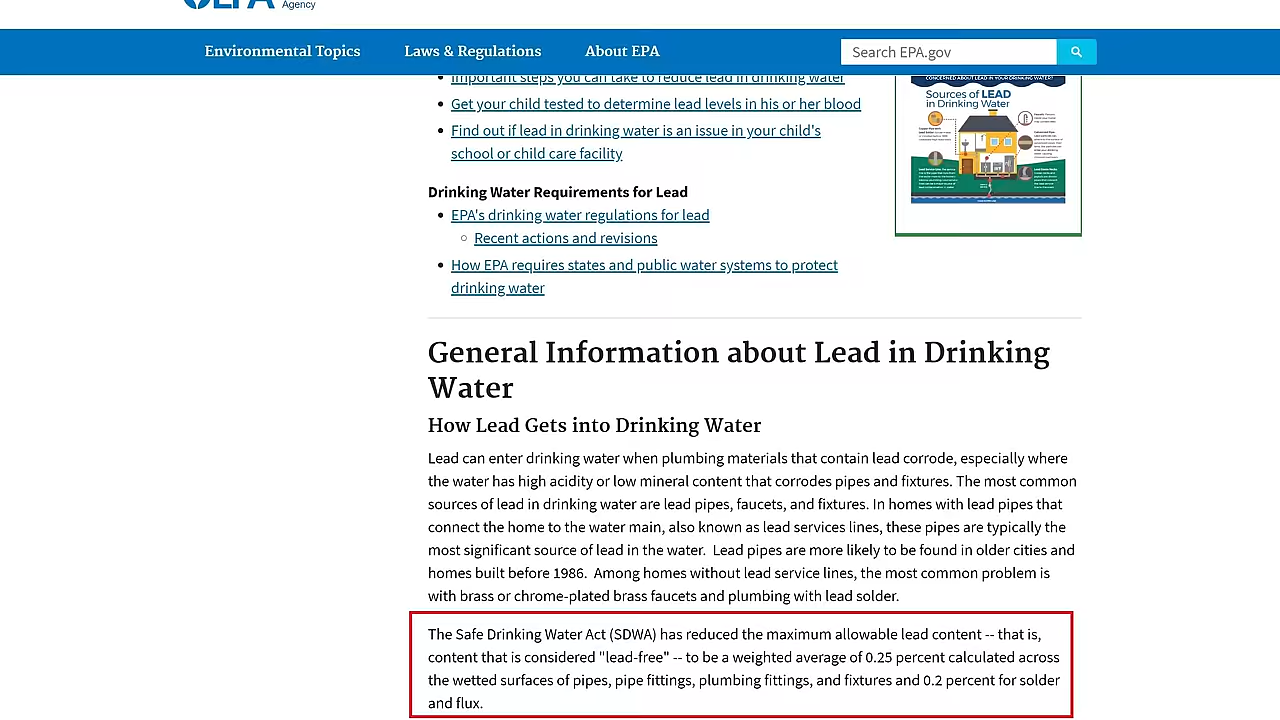 EPA
Agency
Environmental Topics
Laws & Regulations
About EPA
Search EPA.gov
Important steps you can take to reduce lead in drinking water
Get your child tested to determine lead levels in his or her blood
Find out if lead in drinking water is an issue in your child's
school or child care facility
CONCERNED ABOUT LEAD IN YOUR DRINKING WATER?
Sources of LEAD
in Drinking Water
Drinking Water Requirements for Lead
EPA's drinking water regulations for lead
Recent actions and revisions
How EPA requires states and public water systems to protect
drinking water
General Information about Lead in Drinking
Water
How Lead Gets into Drinking Water
Lead can enter drinking water when plumbing materials that contain lead corrode, especially where
the water has high acidity or low mineral content that corrodes pipes and fixtures. The most common
sources of lead in drinking water are lead pipes, faucets, and fixtures. In homes with lead pipes that
connect the home to the water main, also known as lead services lines, these pipes are typically the
most significant source of lead in the water.  Lead pipes are more likely to be found in older cities and
homes built before 1986.  Among homes without lead service lines, the most common problem is
with brass or chrome-plated brass faucets and plumbing with lead solder.
The Safe Drinking Water Act (SDWA) has reduced the maximum allowable lead content -- that is,
content that is considered "lead-free" -- to be a weighted average of 0.25 percent calculated across
the wetted surfaces of pipes, pipe fittings, plumbing fittings, and fixtures and 0.2 percent for solder
and flux.